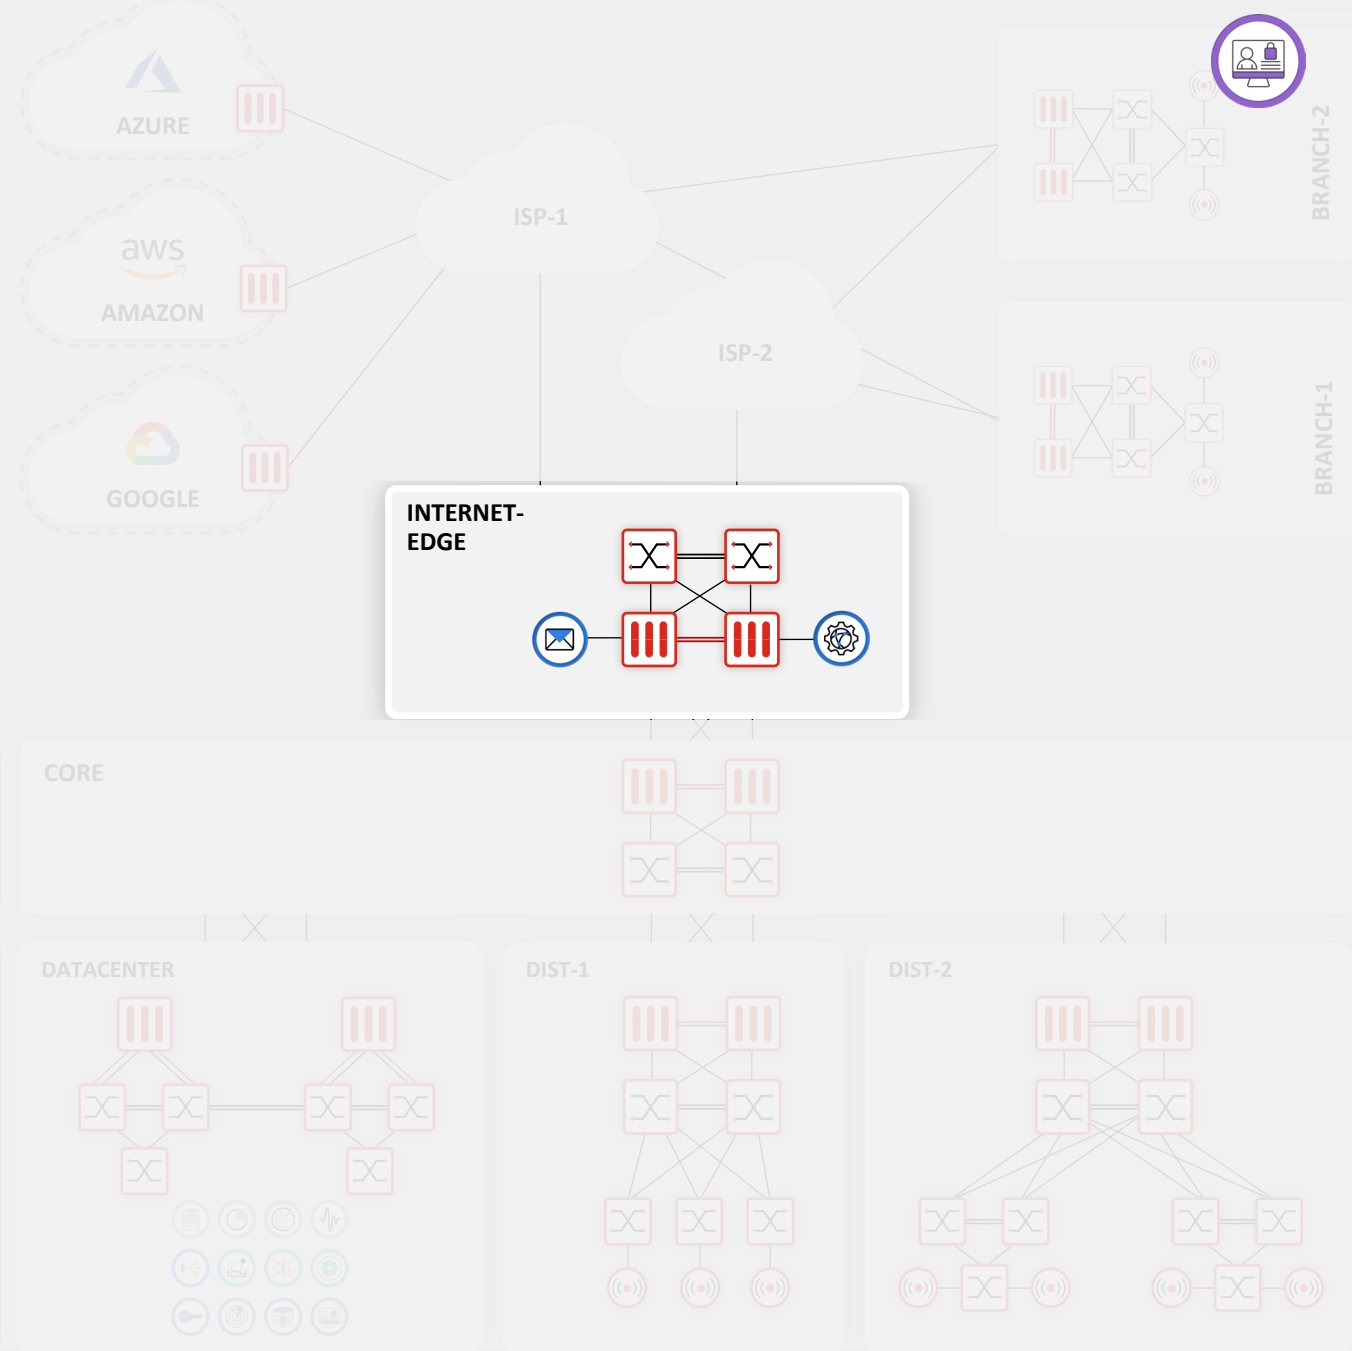 AZURE
aws
AMAZON
GOOGLE
ISP-1
ISP-2
BRANCH-2
BRANCH-1
INTERNET-
EDGE
CORE
DATACENTER
DIST-1
DIST-2